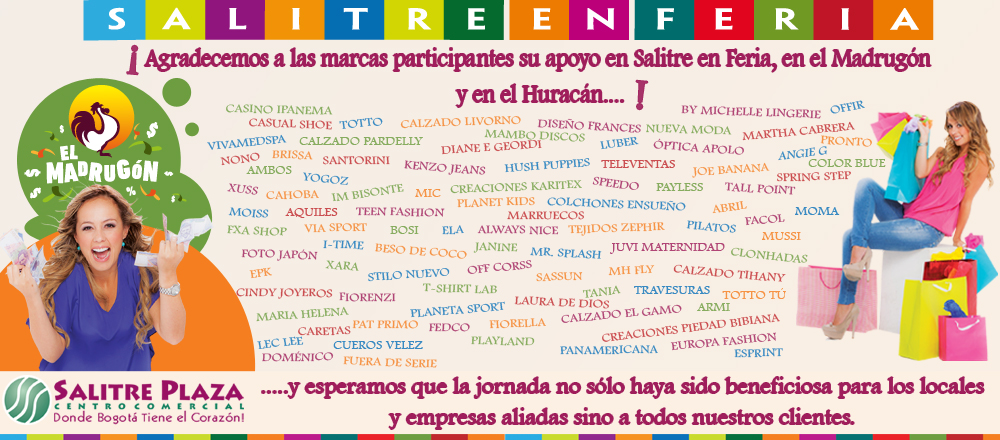 SALITRE EN FERIA
¡Agradecemos a las marcas participantes su apoyo en Salitre en Feria, en el Madrugón
y en el Huracán.... !
EL
MADRUGÓN
CASINO IPANEMA
BY MICHELLE LINGERIE
OFFIR
CASUAL SHOE
TOTTO
CALZADO LIVORNO
DISEÑO FRANCES
NUEVA MODA
MARTHA CABRERA
VIVAMEDSPA
CALZADO PARDELLY
MAMBO DISCOS
DIANE E GEORDI
LUBER
ÓPTICA APOLO
PRONTO
ANGIE G
NONO
BRISSA
SANTORINI
KENZO JEANS
HUSH PUPPIES
TELEVENTAS
JOE BANANA
COLOR BLUE
AMBOS
YOGOZ
SPRING STEP
XUSS
CAHOBA
IM BISONTE
MIC
CREACIONES KARITEX
SPEEDO
PAYLESS
TALL POINT
PLANET KIDS
COLCHONES ENSUEÑO
ABRIL
MOISS
AQUILES
TEEN FASHION
MARRUECOS
FACOL
MOMA
FXA SHOP
VIA SPORT
BOSI
ELA
ALWAYS NICE
TEJIDOS ZEPHIR
PILATOS
MUSSI
FOTO JAPÓN
I-TIME
BESO DE COCO
JANINE
MR. SPLASH
JUVI MATERNIDAD
CLONHADAS
EPK
XARA
STILO NUEVO
OFF CORSS
SASSUN
MH FLY
CALZADO TIHANY
CINDY JOYEROS
FIORENZI
T-SHIRT LAB
TANIA
TRAVESURAS
TOTTO TÚ
MARIA HELENA
PLANETA SPORT
LAURA DE DIOS
CALZADO EL GAMO
ARMI
CARETAS
PAT PRIMO
FEDCO
FIORELLA
CREACIONES PIEDAD BIBIANA
LEC LEE
CUEROS VELEZ
PLAYLAND
PANAMERICANA
EUROPA FASHION
DOMÉNICO
FUERA DE SERIE
ESPRINT
SALITRE PLAZA
CENTRO COMERCIAL
Donde Bogotá Tiene el Corazón!
.....y esperamos que la jornada no sólo haya sido beneficiosa para los locales
y empresas aliadas sino a todos nuestros clientes.